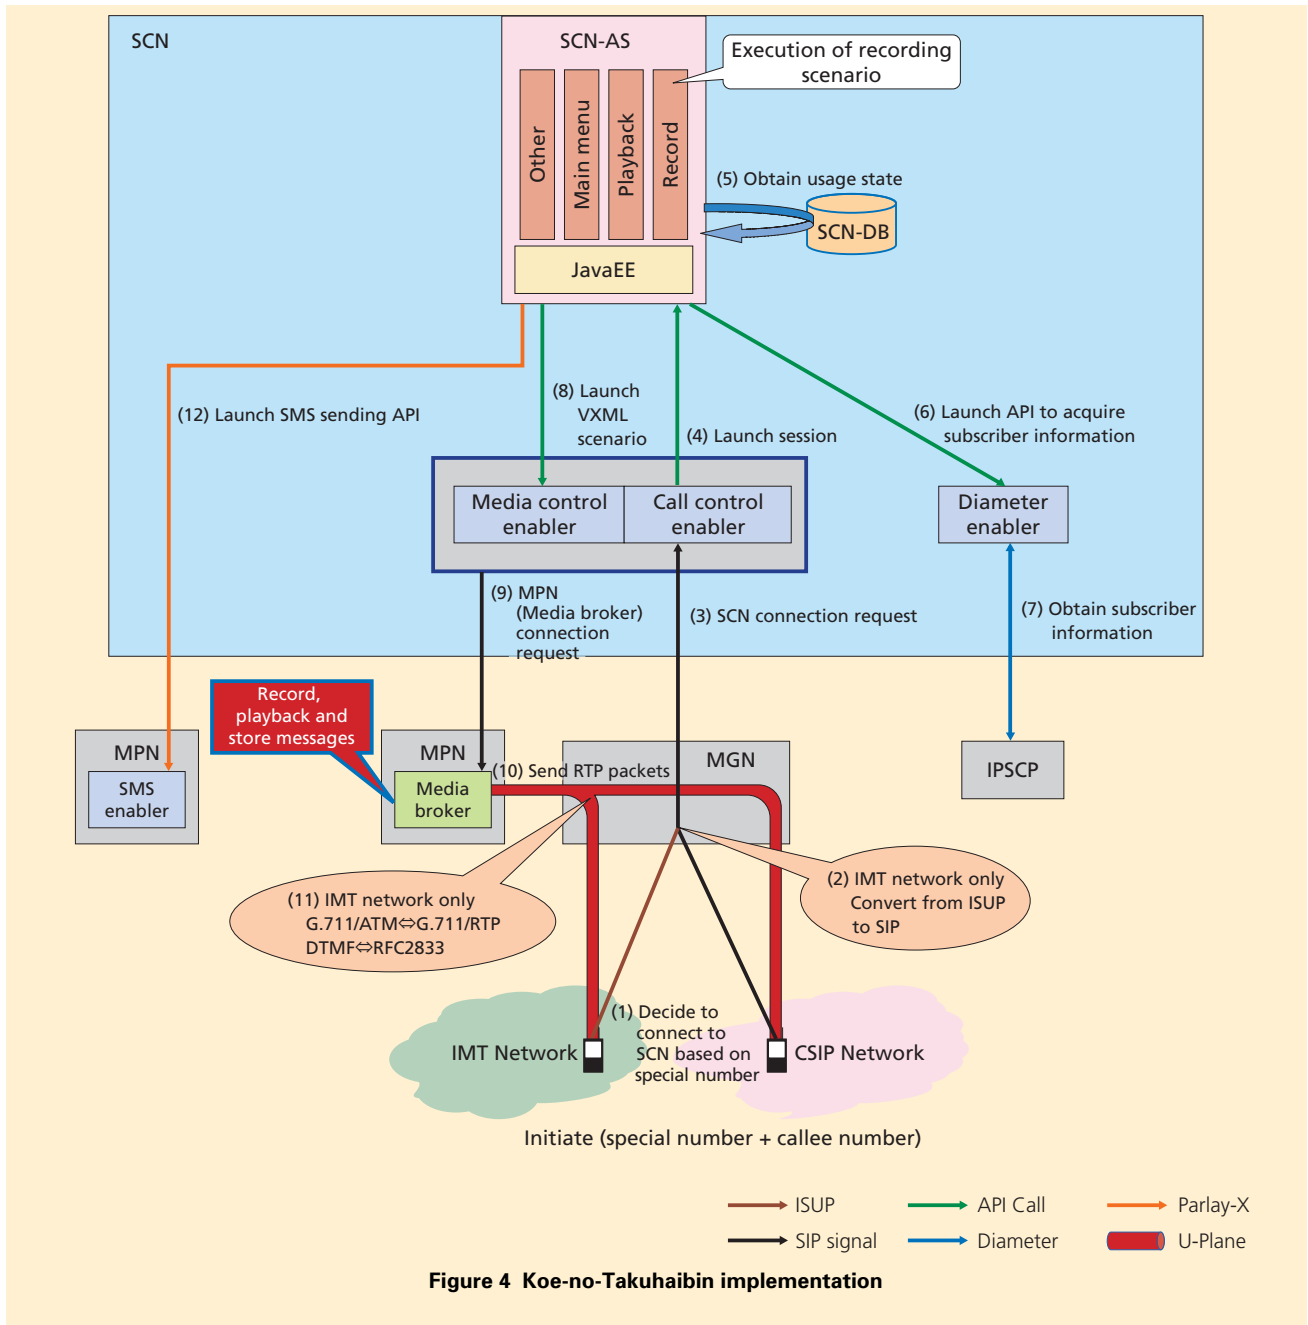 SCN
SCN-AS
Execution of recording
scenario
Other
Main menu
Playback
Record
(5) Obtain usage state
SCN-DB
JavaEE
(12) Launch SMS sending API
(8) Launch
VXML
scenario
(4) Launch session
(6) Launch API to acquire
subscriber information
Media control
enabler
Call control
enabler
Diameter
enabler
(9) MPN
(Media broker)
connection
request
(3) SCN connection request
(7) Obtain subscriber
information
Record,
playback and
store messages
MPN
SMS
enabler
MPN
Media
broker
(10) Send RTP packets
MGN
IPSCP
(11) IMT network only
G.711/ATM⇔G.711/RTP
DTMF⇔RFC2833
(2) IMT network only
Convert from ISUP
to SIP
(1) Decide to
connect to
SCN based on
special number
IMT Network
CSIP Network
Initiate (special number + callee number)
ISUP
API Call
Parlay-X
SIP signal
Diameter
U-Plane
Figure 4 Koe-no-Takuhaibin implementation